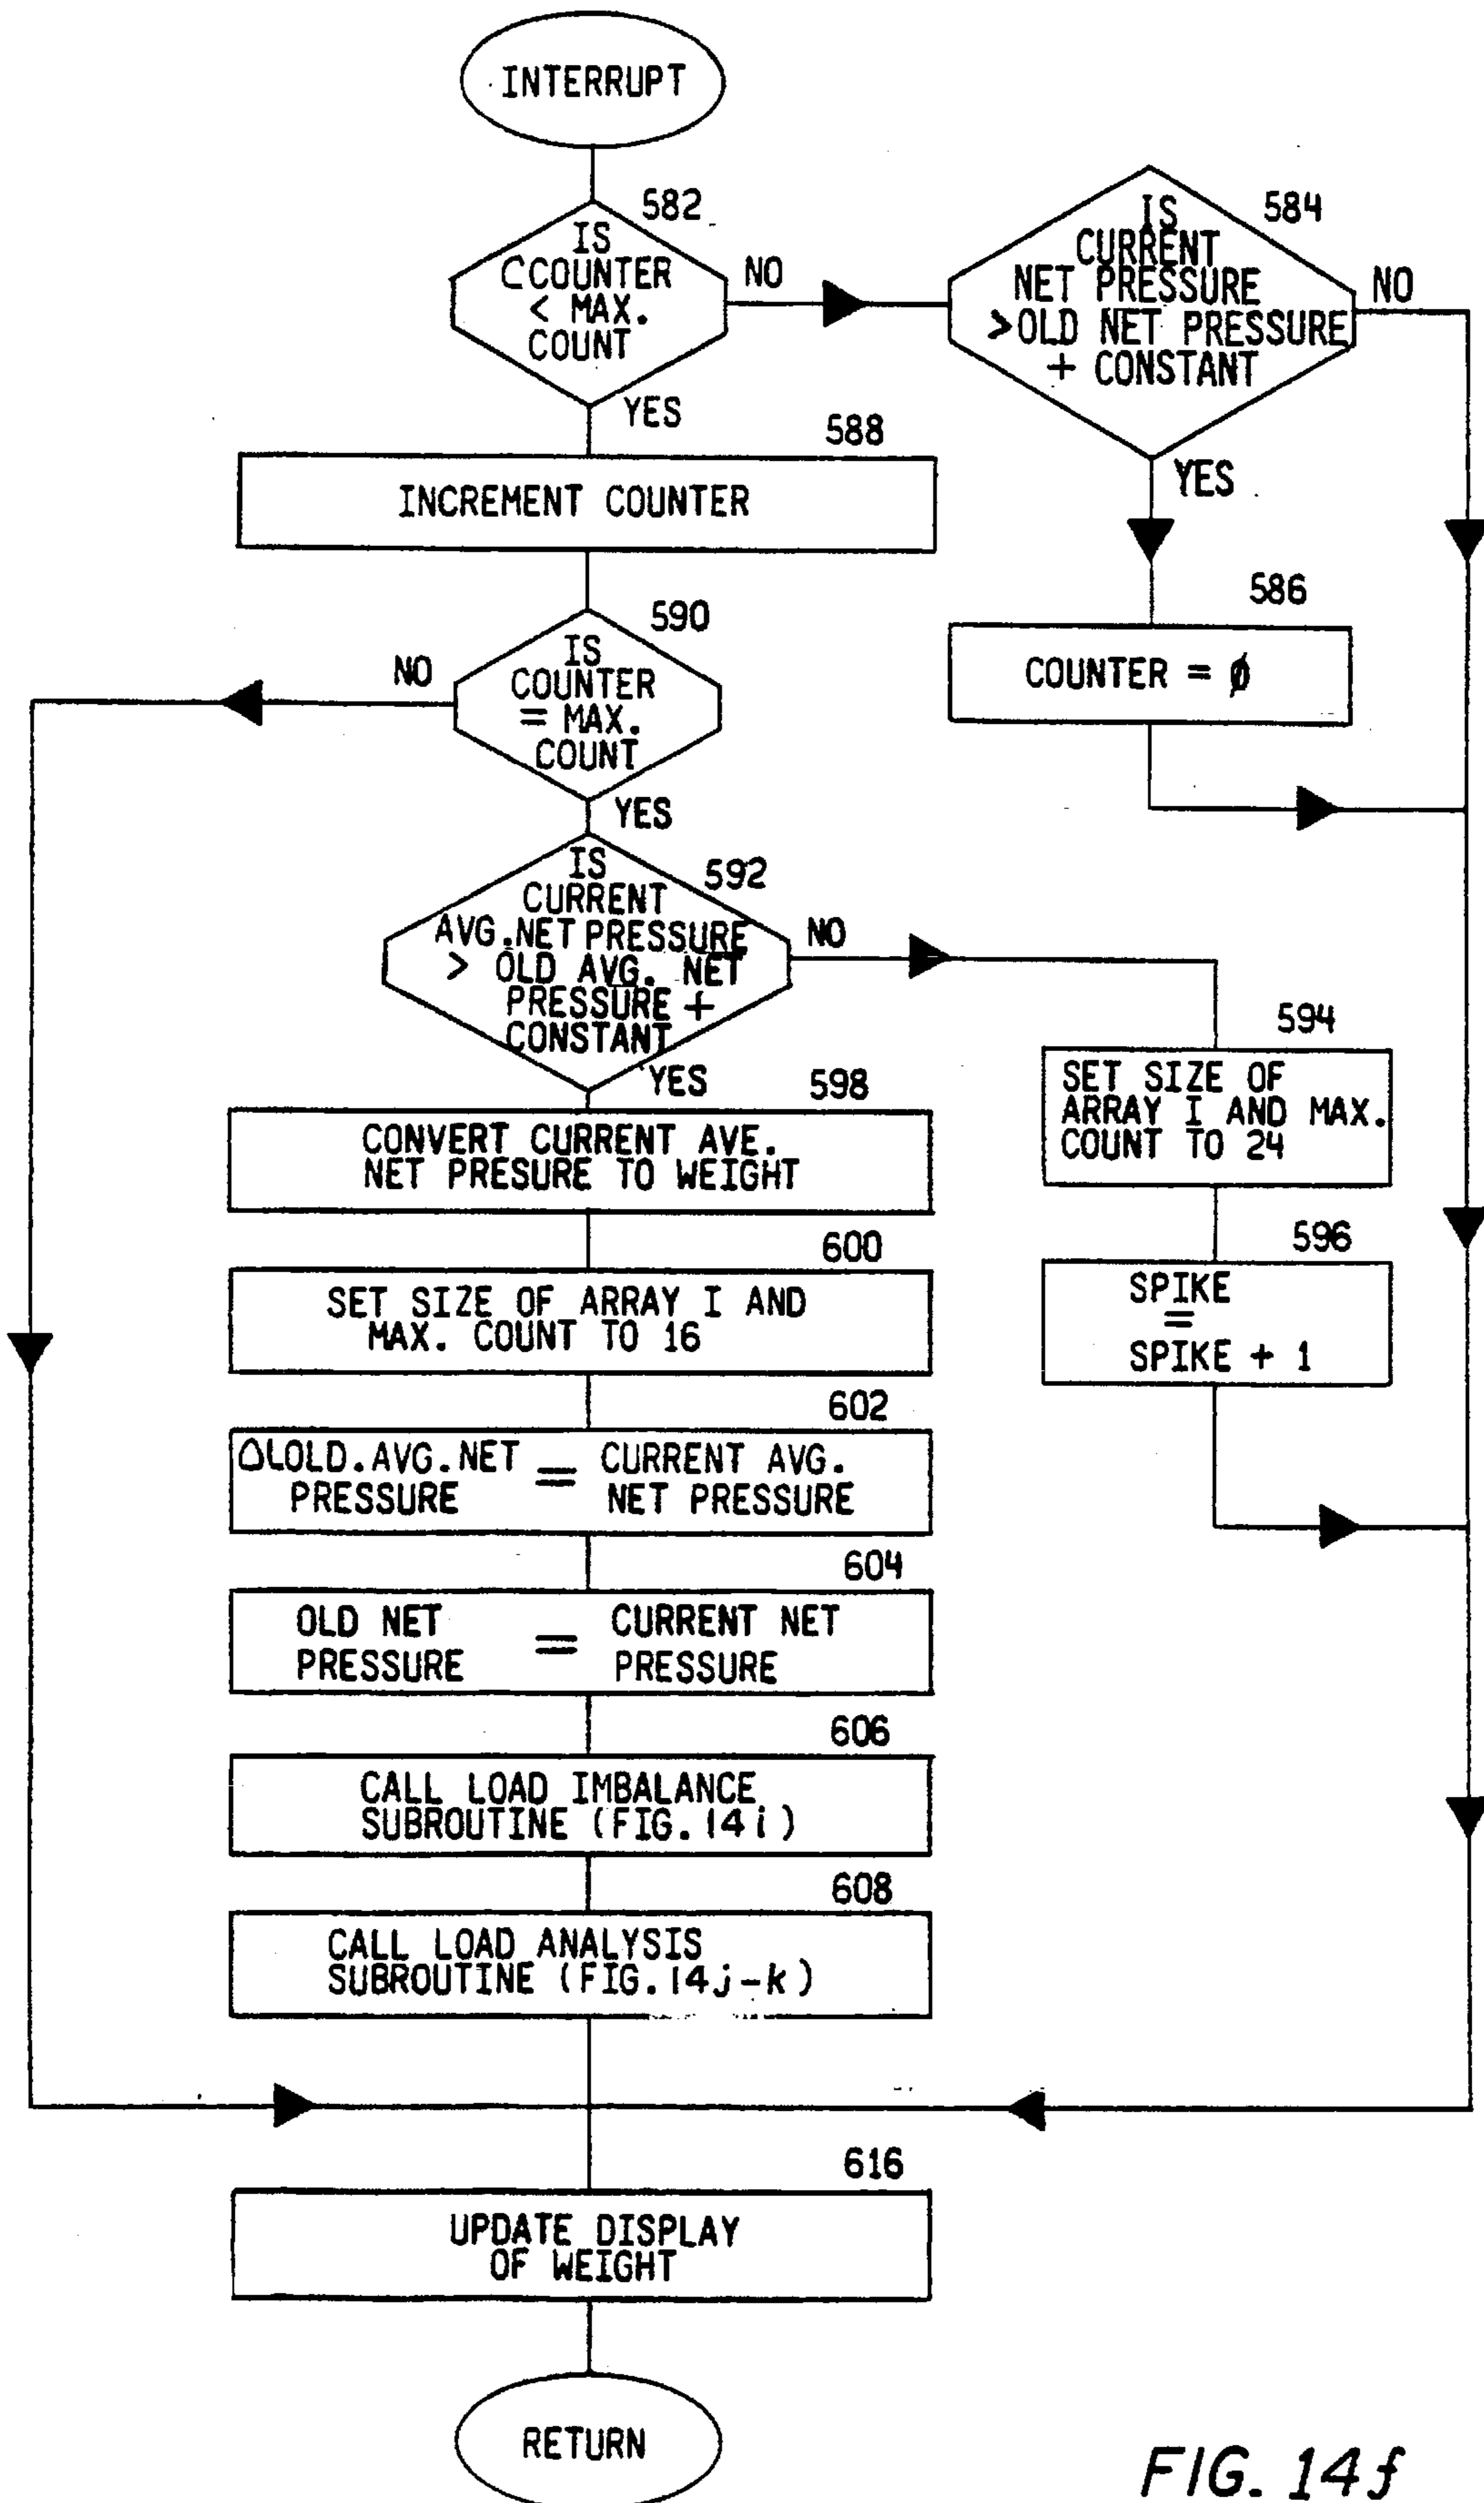 INTERRUPT
582
IS
CCOUNTER
< MAX.
COUNT
NO
YES
584
IS
CURRENT
NET PRESSURE
>OLD NET PRESSURE
+ CONSTANT
NO
YES
588
INCREMENT COUNTER
586
COUNTER = ø
590
IS
COUNTER
= MAX.
COUNT
NO
YES
592
IS
CURRENT
AVG.NET PRESSURE
> OLD AVG. NET
PRESSURE +
CONSTANT
NO
YES
594
SET SIZE OF
ARRAY I AND MAX.
COUNT TO 24
596
SPIKE
=
SPIKE + 1
598
CONVERT CURRENT AVE.
NET PRESURE TO WEIGHT
600
SET SIZE OF ARRAY I AND
MAX. COUNT TO 16
602
OLOLD.AVG.NET = CURRENT AVG.
PRESSURE NET PRESSURE
604
OLD NET = CURRENT NET
PRESSURE PRESSURE
606
CALL LOAD IMBALANCE
SUBROUTINE (FIG.14i)
608
CALL LOAD ANALYSIS
SUBROUTINE (FIG.14j-k)
616
UPDATE DISPLAY
OF WEIGHT
RETURN
FIG. 14f